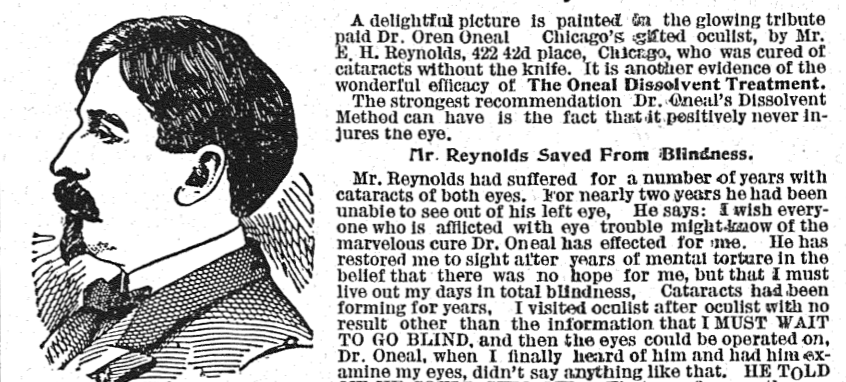 A delightful picture is painted in the glowing tribute
paid Dr. Oren Oneal Chicago's gifted oculist, by Mr.
E. H. Reynolds, 422 42d place, Chicago, who was cured of
cataracts without the knife. It is another evidence of the
wonderful efficacy of The Oneal Dissolvent Treatment.
The strongest recommendation Dr. Oneal's Dissolvent
Method can have is the fact that it positively never in-
jures the eye.
Mr. Reynolds Saved From Blindness.
Mr. Reynolds had suffered for a number of years with
cataracts of both eyes. For nearly two years he had been
unable to see out of his left eye, He says: I wish every-
one who is afflicted with eye trouble might know of the
marvelous cure Dr. Oneal has effected for me. He has
restored me to sight after years of mental torture in the
belief that there was no hope for me, but that I must
live out my days in total blindness, Cataracts had been
forming for years, I visited oculist after oculist with no
result other than the information that I MUST WAIT
TO GO BLIND, and then the eyes could be operated on,
Dr. Oneal, when I finally heard of him and had him ex-
amine my eyes, didn't say anything like that. HE TOLD